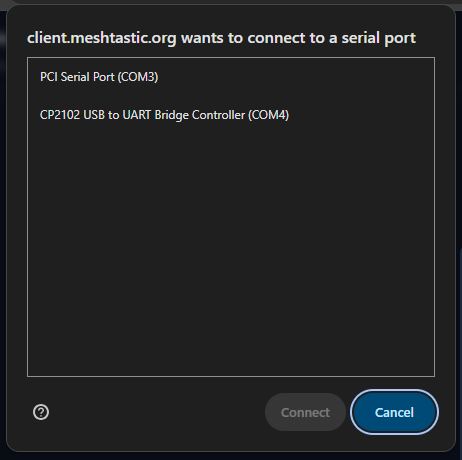 client.meshtastic.org wants to connect to a serial port
PCI Serial Port (COM3)
CP2102 USB to UART Bridge Controller (COM4)
Connect
Cancel